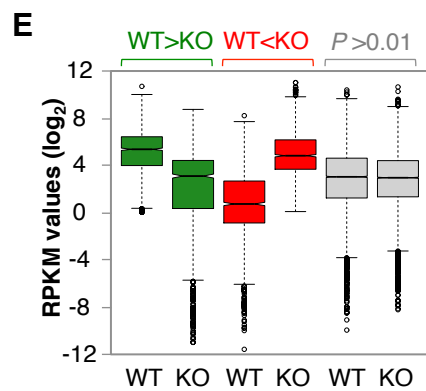 E
WT>KO WT<KO P>0.01
RPKM values (log₂)
12
8
4
0
-4
-8
-12
WT KO WT KO WT KO